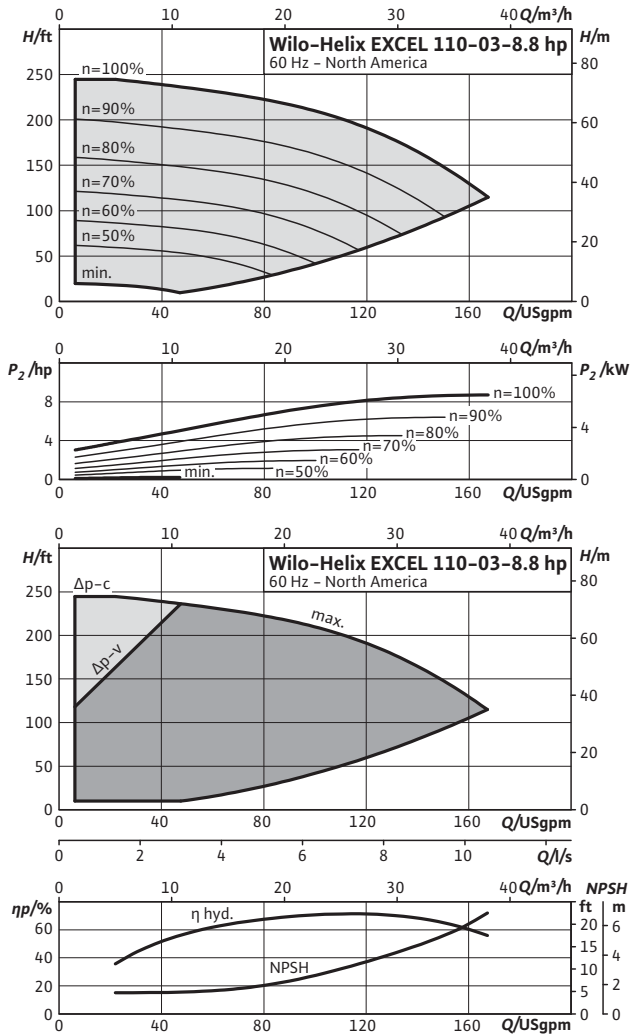 0 10 20 30 40 Q/m³/h
H/ft H/m
Wilo-Helix EXCEL 110-03-8.8 hp
60 Hz – North America
250
200
150
100
50
0
80
60
40
20
0
n=100%
n=90%
n=80%
n=70%
n=60%
n=50%
min.
0 40 80 120 160 Q/USgpm
0 10 20 30 40 Q/m³/h
P₂/hp P₂/kW
8
4
0
4
0
n=100%
n=90%
n=80%
n=70%
n=60%
min. n=50%
0 40 80 120 160 Q/USgpm
0 10 20 30 40 Q/m³/h
H/ft H/m
Wilo-Helix EXCEL 110-03-8.8 hp
60 Hz – North America
250
200
150
100
50
0
80
60
40
20
0
Δp-c
max.
Δp-v
0 40 80 120 160 Q/USgpm
0 2 4 6 8 10 Q/l/s
0 10 20 30 40 Q/m³/h NPSH
ηp/% ft m
60
40
20
0
20
15
10
5
0
6
4
2
0
η hyd.
NPSH
0 40 80 120 160 Q/USgpm